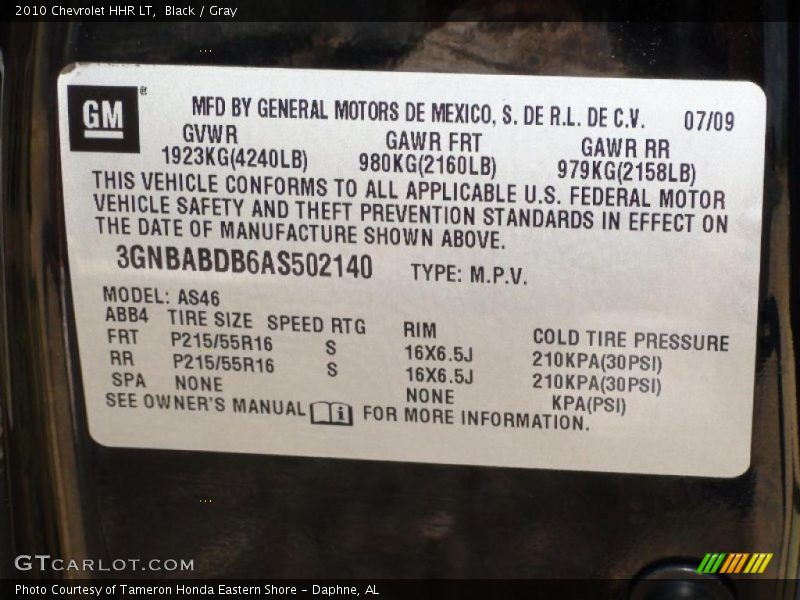 2010 Chevrolet HHR LT, Black / Gray
GM ®
MFD BY GENERAL MOTORS DE MEXICO, S. DE R.L. DE C.V. 07/09
GVWR GAWR FRT GAWR RR
1923KG(4240LB) 980KG(2160LB) 979KG(2158LB)
THIS VEHICLE CONFORMS TO ALL APPLICABLE U.S. FEDERAL MOTOR
VEHICLE SAFETY AND THEFT PREVENTION STANDARDS IN EFFECT ON
THE DATE OF MANUFACTURE SHOWN ABOVE.
3GNBABDB6AS502140 TYPE: M.P.V.
MODEL: AS46
ABB4 TIRE SIZE SPEED RTG RIM COLD TIRE PRESSURE
FRT P215/55R16 S 16X6.5J 210KPA(30PSI)
RR P215/55R16 S 16X6.5J 210KPA(30PSI)
SPA NONE NONE KPA(PSI)
SEE OWNER'S MANUAL i FOR MORE INFORMATION.
GTCARLOT.COM
Photo Courtesy of Tameron Honda Eastern Shore - Daphne, AL